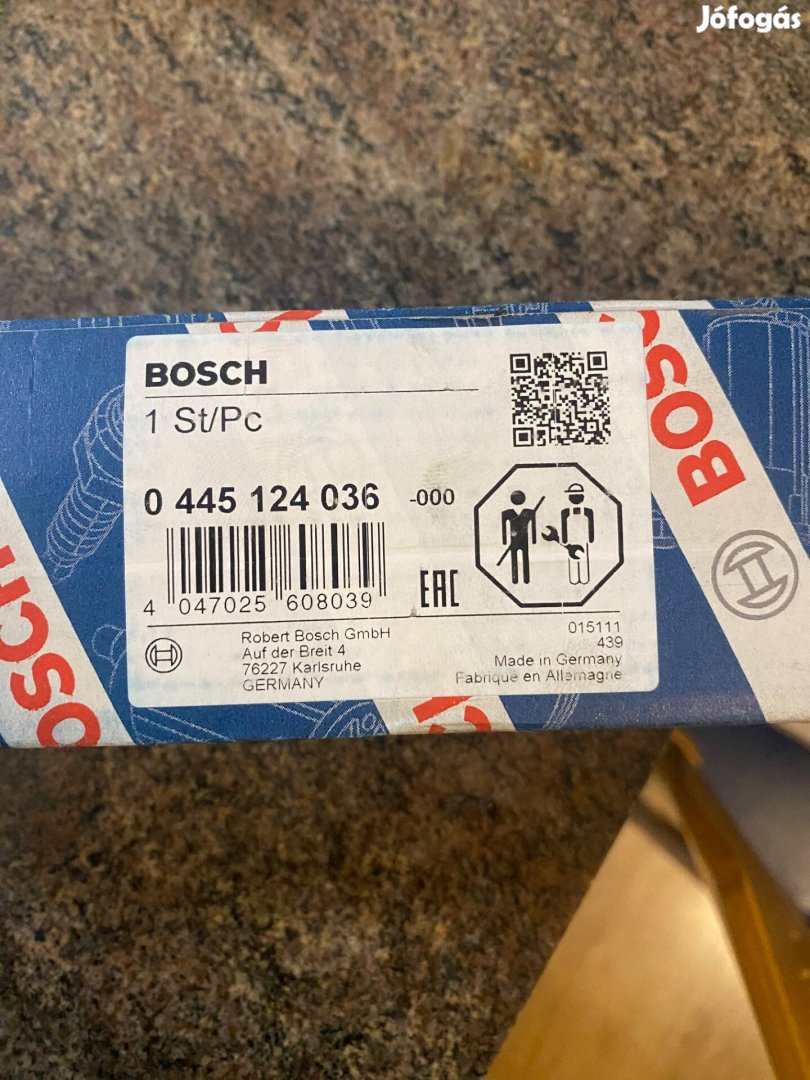 Jófogás
BOSCH
1 St/Pc
0 445 124 036 -000
4 047025 608039
EAC
Robert Bosch GmbH
Auf der Breit 4
76227 Karlsruhe
GERMANY
015111
439
Made in Germany
Fabriqué en Allemagne
BOSCH
BOSCH